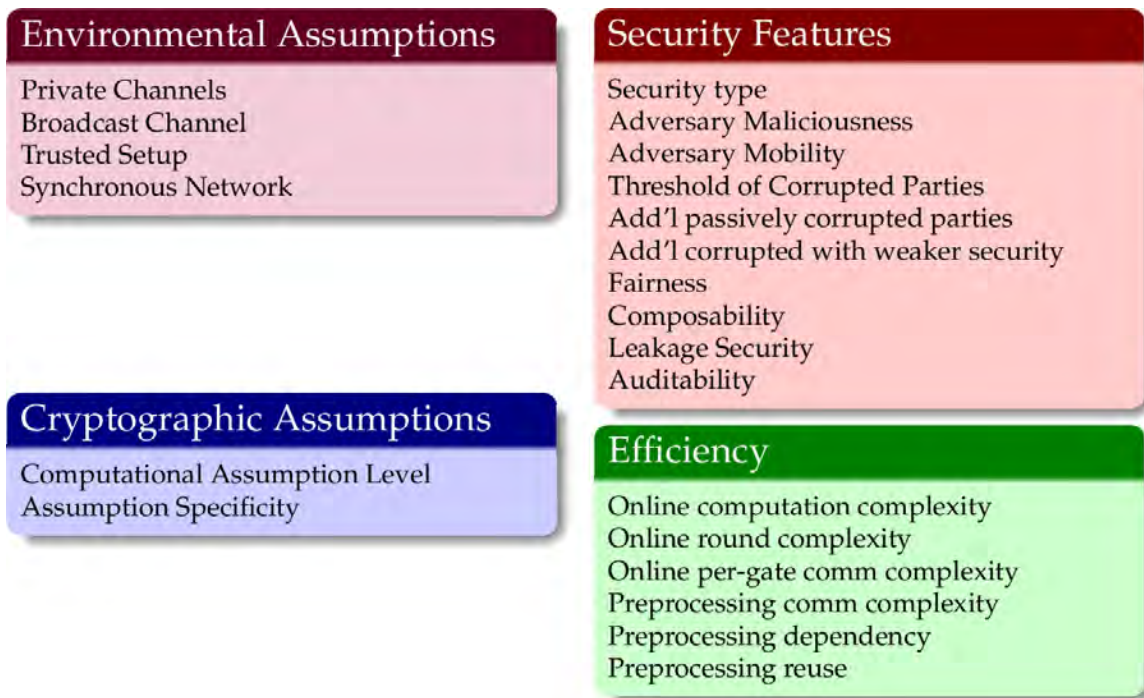 Environmental Assumptions
Private Channels
Broadcast Channel
Trusted Setup
Synchronous Network
Cryptographic Assumptions
Computational Assumption Level
Assumption Specificity
Security Features
Security type
Adversary Maliciousness
Adversary Mobility
Threshold of Corrupted Parties
Add'l passively corrupted parties
Add'l corrupted with weaker security
Fairness
Composability
Leakage Security
Auditability
Efficiency
Online computation complexity
Online round complexity
Online per-gate comm complexity
Preprocessing comm complexity
Preprocessing dependency
Preprocessing reuse